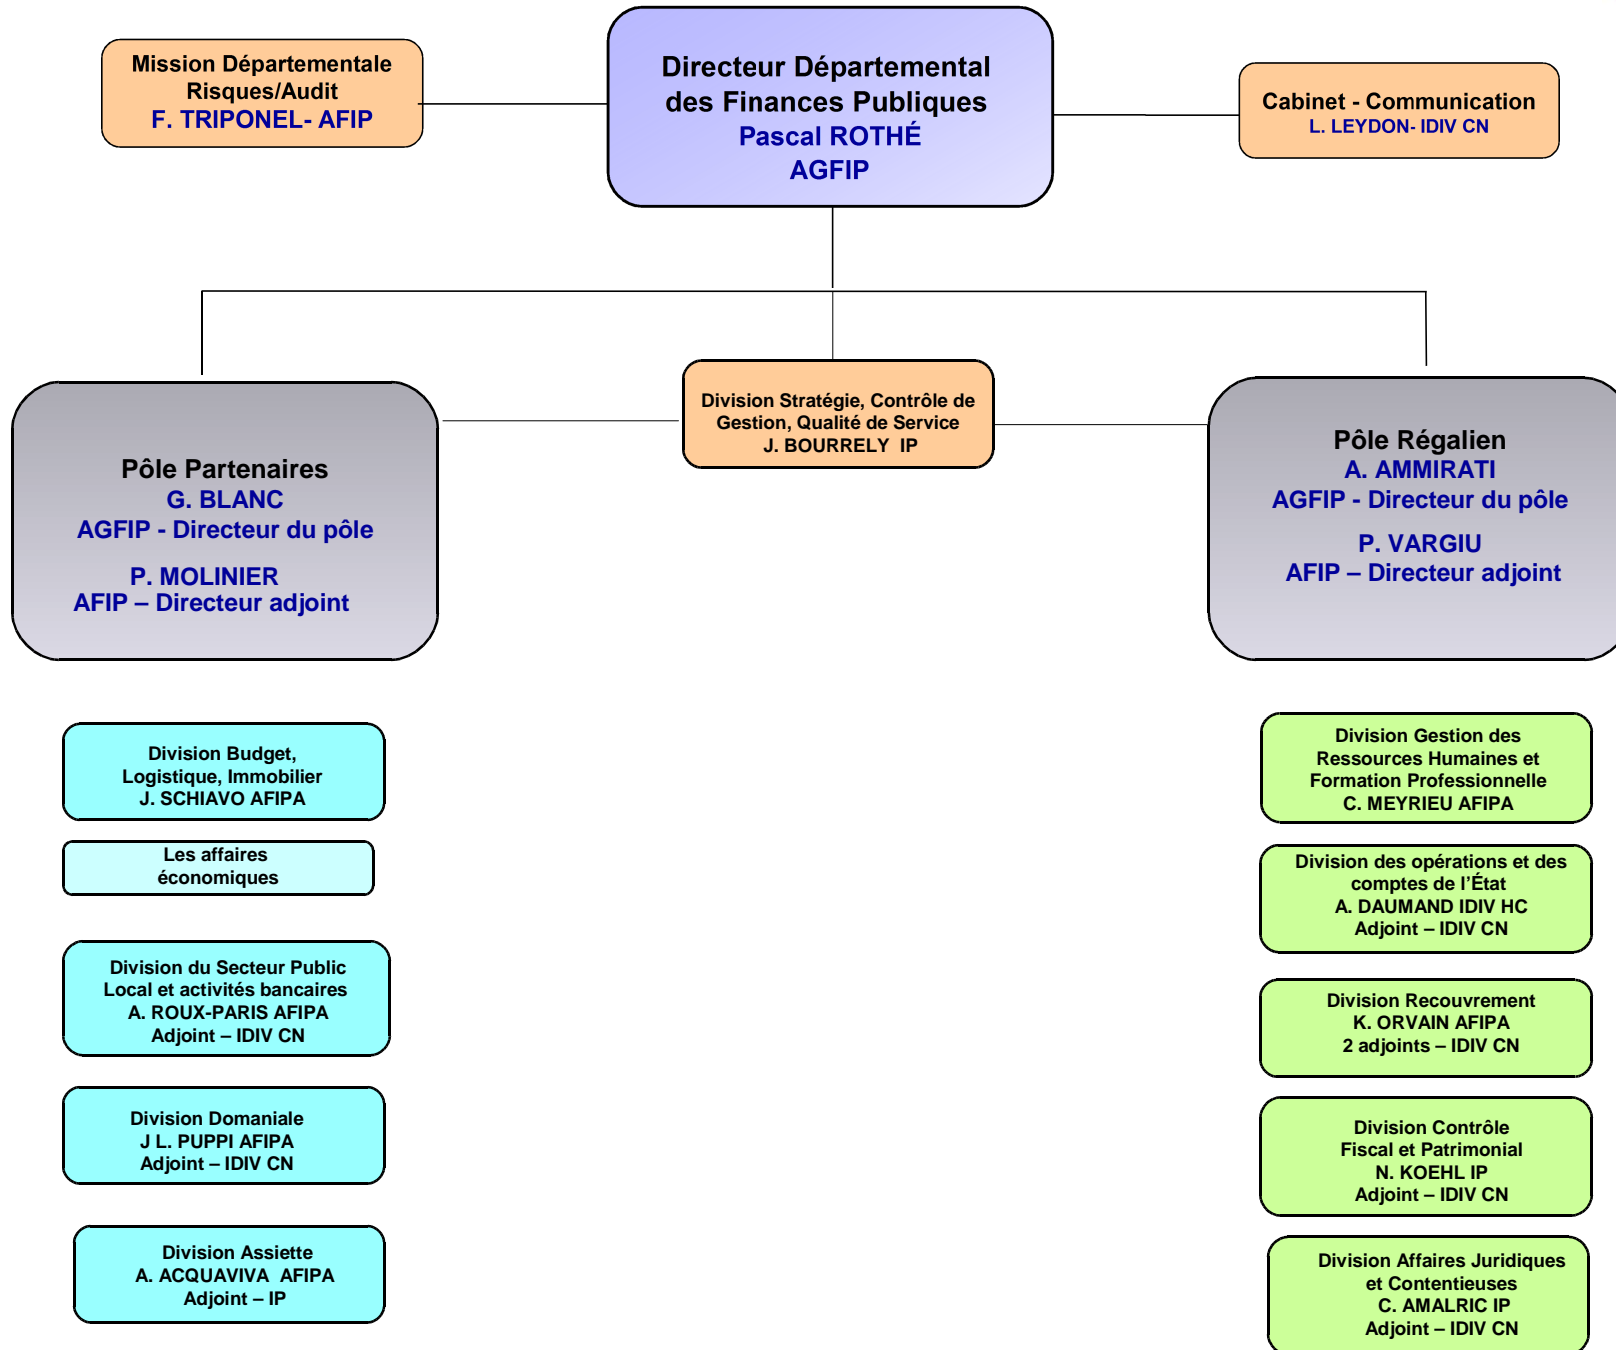 Mission Départementale
Risques/Audit
F. TRIPONEL- AFIP
Directeur Départemental
des Finances Publiques
Pascal ROTHÉ
AGFIP
Cabinet - Communication
L. LEYDON- IDIV CN
Division Stratégie, Contrôle de
Gestion, Qualité de Service
J. BOURRELY IP
Pôle Partenaires
G. BLANC
AGFIP - Directeur du pôle
P. MOLINIER
AFIP – Directeur adjoint
Pôle Régalien
A. AMMIRATI
AGFIP - Directeur du pôle
P. VARGIU
AFIP – Directeur adjoint
Division Budget,
Logistique, Immobilier
J. SCHIAVO AFIPA
Les affaires
économiques
Division du Secteur Public
Local et activités bancaires
A. ROUX-PARIS AFIPA
Adjoint – IDIV CN
Division Domaniale
J L. PUPPI AFIPA
Adjoint – IDIV CN
Division Assiette
A. ACQUAVIVA AFIPA
Adjoint – IP
Division Gestion des
Ressources Humaines et
Formation Professionnelle
C. MEYRIEU AFIPA
Division des opérations et des
comptes de l’État
A. DAUMAND IDIV HC
Adjoint – IDIV CN
Division Recouvrement
K. ORVAIN AFIPA
2 adjoints – IDIV CN
Division Contrôle
Fiscal et Patrimonial
N. KOEHL IP
Adjoint – IDIV CN
Division Affaires Juridiques
et Contentieuses
C. AMALRIC IP
Adjoint – IDIV CN